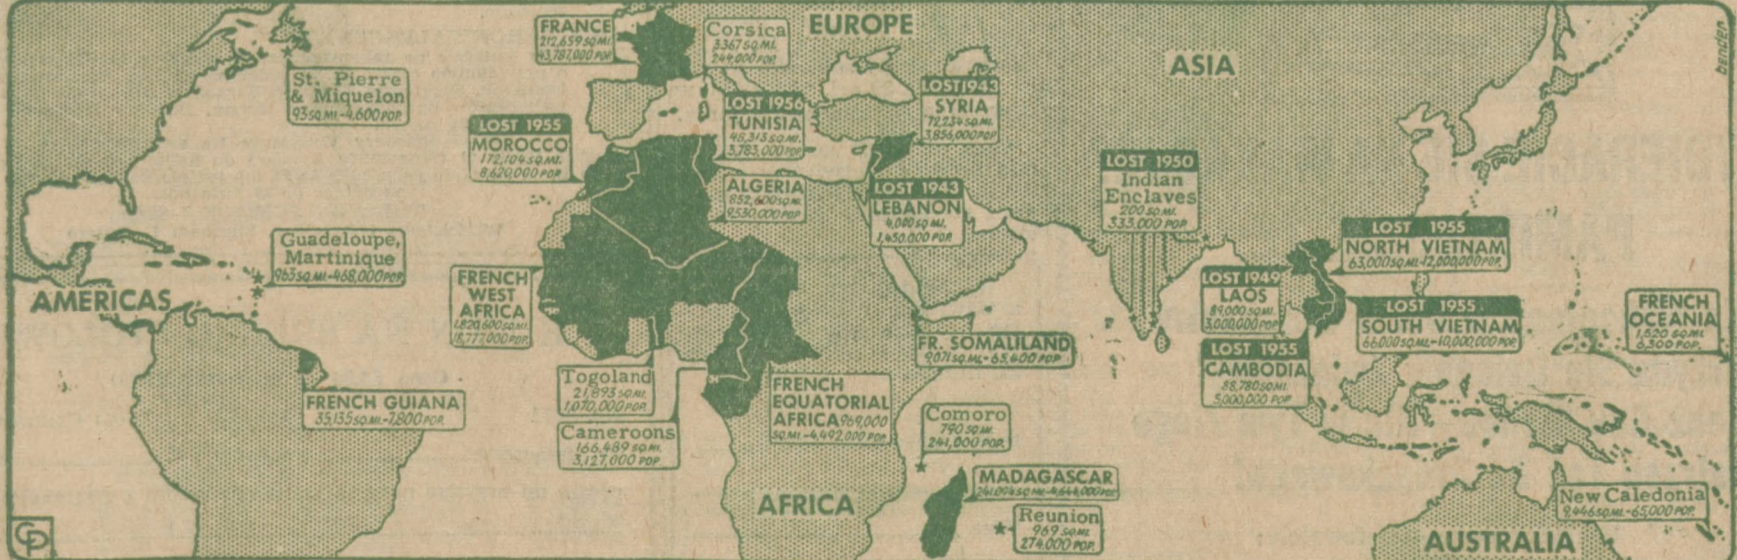 EUROPE
ASIA
bender
FRANCE
212,659 SQ.MI.
43,787,000 POP.
Corsica
3367 SQ.MI.
244,000 POP.
St. Pierre
& Miquelon
93 SQ.MI.-4,600 POP.
LOST 1955
MOROCCO
172,104 SQ.MI.
8,620,000 POP.
LOST 1956
TUNISIA
48,313 SQ.MI.
3,783,000 POP.
LOST 1943
SYRIA
72,234 SQ.MI.
3,856,000 POP.
ALGERIA
852,600 SQ.MI.
8,530,000 POP.
LOST 1943
LEBANON
4,000 SQ.MI.
1,450,000 POP.
LOST 1950
Indian
Enclaves
200 SQ.MI.
333,000 POP.
Guadeloupe,
Martinique
963 SQ.MI.-468,000 POP.
AMERICAS
FRENCH
WEST
AFRICA
1,820,600 SQ.MI.
18,777,000 POP.
LOST 1955
NORTH VIETNAM
63,000 SQ.MI.-12,000,000 POP.
LOST 1949
LAOS
89,000 SQ.MI.
3,000,000 POP.
LOST 1955
SOUTH VIETNAM
66,000 SQ.MI.-10,000,000 POP.
FRENCH
OCEANIA
1,520 SQ.MI.
6,300 POP.
FR. SOMALILAND
9,071 SQ.MI.-63,400 POP.
LOST 1955
CAMBODIA
88,780 SQ.MI.
5,000,000 POP.
FRENCH GUIANA
35,135 SQ.MI.-7,800 POP.
Togoland
21,893 SQ.MI.
1,070,000 POP.
Cameroons
166,489 SQ.MI.
3,127,000 POP.
FRENCH
EQUATORIAL
AFRICA 969,000
SQ.MI.-4,492,000 POP.
Comoro
790 SQ.MI.
241,000 POP.
MADAGASCAR
241,094 SQ.MI.-4,644,000 POP.
Reunion
969 SQ.MI.
274,000 POP.
AFRICA
New Caledonia
9,446 SQ.MI.-65,000 POP.
AUSTRALIA
CP